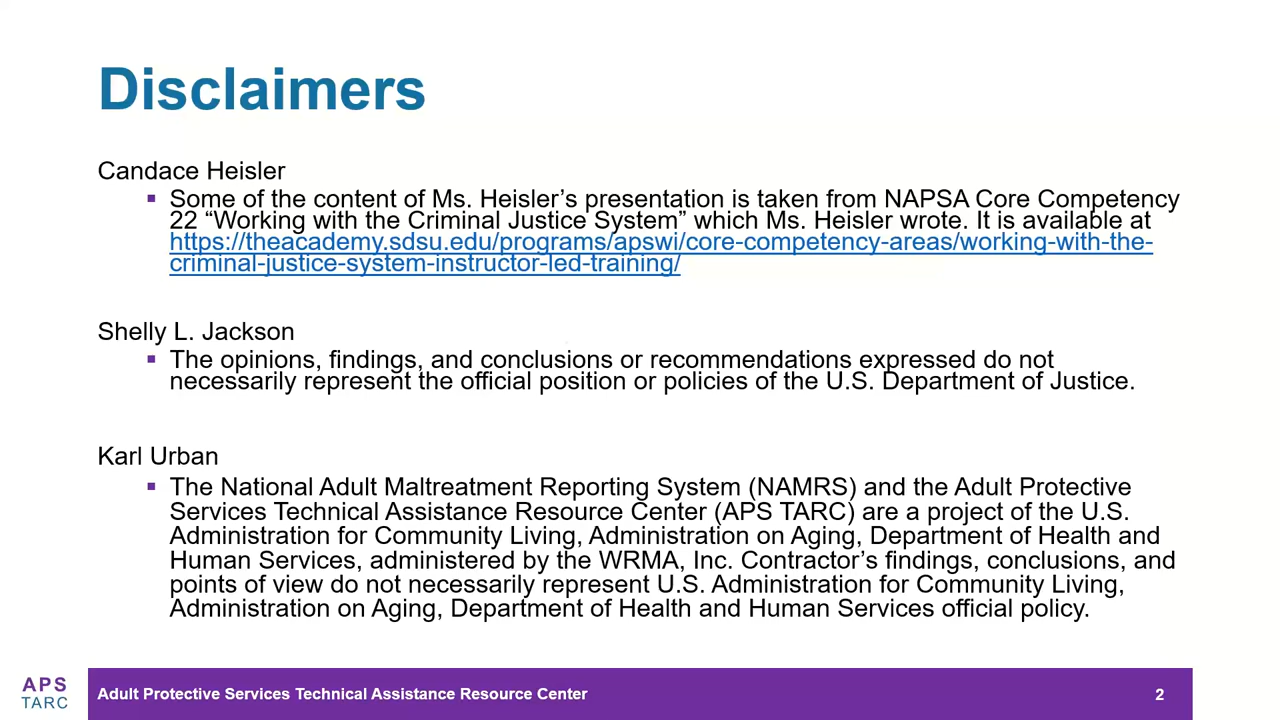 Disclaimers
Candace Heisler
▪ Some of the content of Ms. Heisler’s presentation is taken from NAPSA Core Competency
22 “Working with the Criminal Justice System” which Ms. Heisler wrote. It is available at
https://theacademy.sdsu.edu/programs/apswi/core-competency-areas/working-with-the-
criminal-justice-system-instructor-led-training/
Shelly L. Jackson
▪ The opinions, findings, and conclusions or recommendations expressed do not
necessarily represent the official position or policies of the U.S. Department of Justice.
Karl Urban
▪ The National Adult Maltreatment Reporting System (NAMRS) and the Adult Protective
Services Technical Assistance Resource Center (APS TARC) are a project of the U.S.
Administration for Community Living, Administration on Aging, Department of Health and
Human Services, administered by the WRMA, Inc. Contractor’s findings, conclusions, and
points of view do not necessarily represent U.S. Administration for Community Living,
Administration on Aging, Department of Health and Human Services official policy.
APS
TARC
Adult Protective Services Technical Assistance Resource Center
2